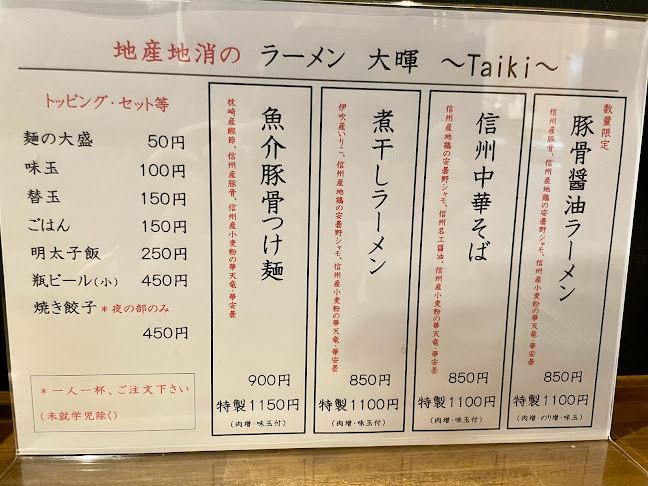 地産地消の ラーメン 大暉 ～Taiki～
数量限定
豚骨醤油ラーメン
信州産豚骨、信州産地鶏の安曇野シャモ、信州産小麦粉の華天竜・華安曇
850円
特製1100円
(肉増・のり増・味玉)
信州中華そば
信州産地鶏の安曇野シャモ、信州名工醤油、信州産小麦粉の華天竜・華安曇
850円
特製1100円
(肉増・味玉付)
煮干しラーメン
伊吹産いりこ、信州産地鶏の安曇野シャモ、信州産小麦粉の華天竜・華安曇
850円
特製1100円
(肉増・味玉付)
魚介豚骨つけ麺
枕崎産鰹節、信州産豚骨、信州産小麦粉の華天竜・華安曇
900円
特製1150円
(肉増・味玉付)
トッピング・セット等
麺の大盛 50円
味玉 100円
替玉 150円
ごはん 150円
明太子飯 250円
瓶ビール(小) 450円
焼き餃子 *夜の部のみ
450円
*一人一杯、ご注文下さい
(未就学児除く)